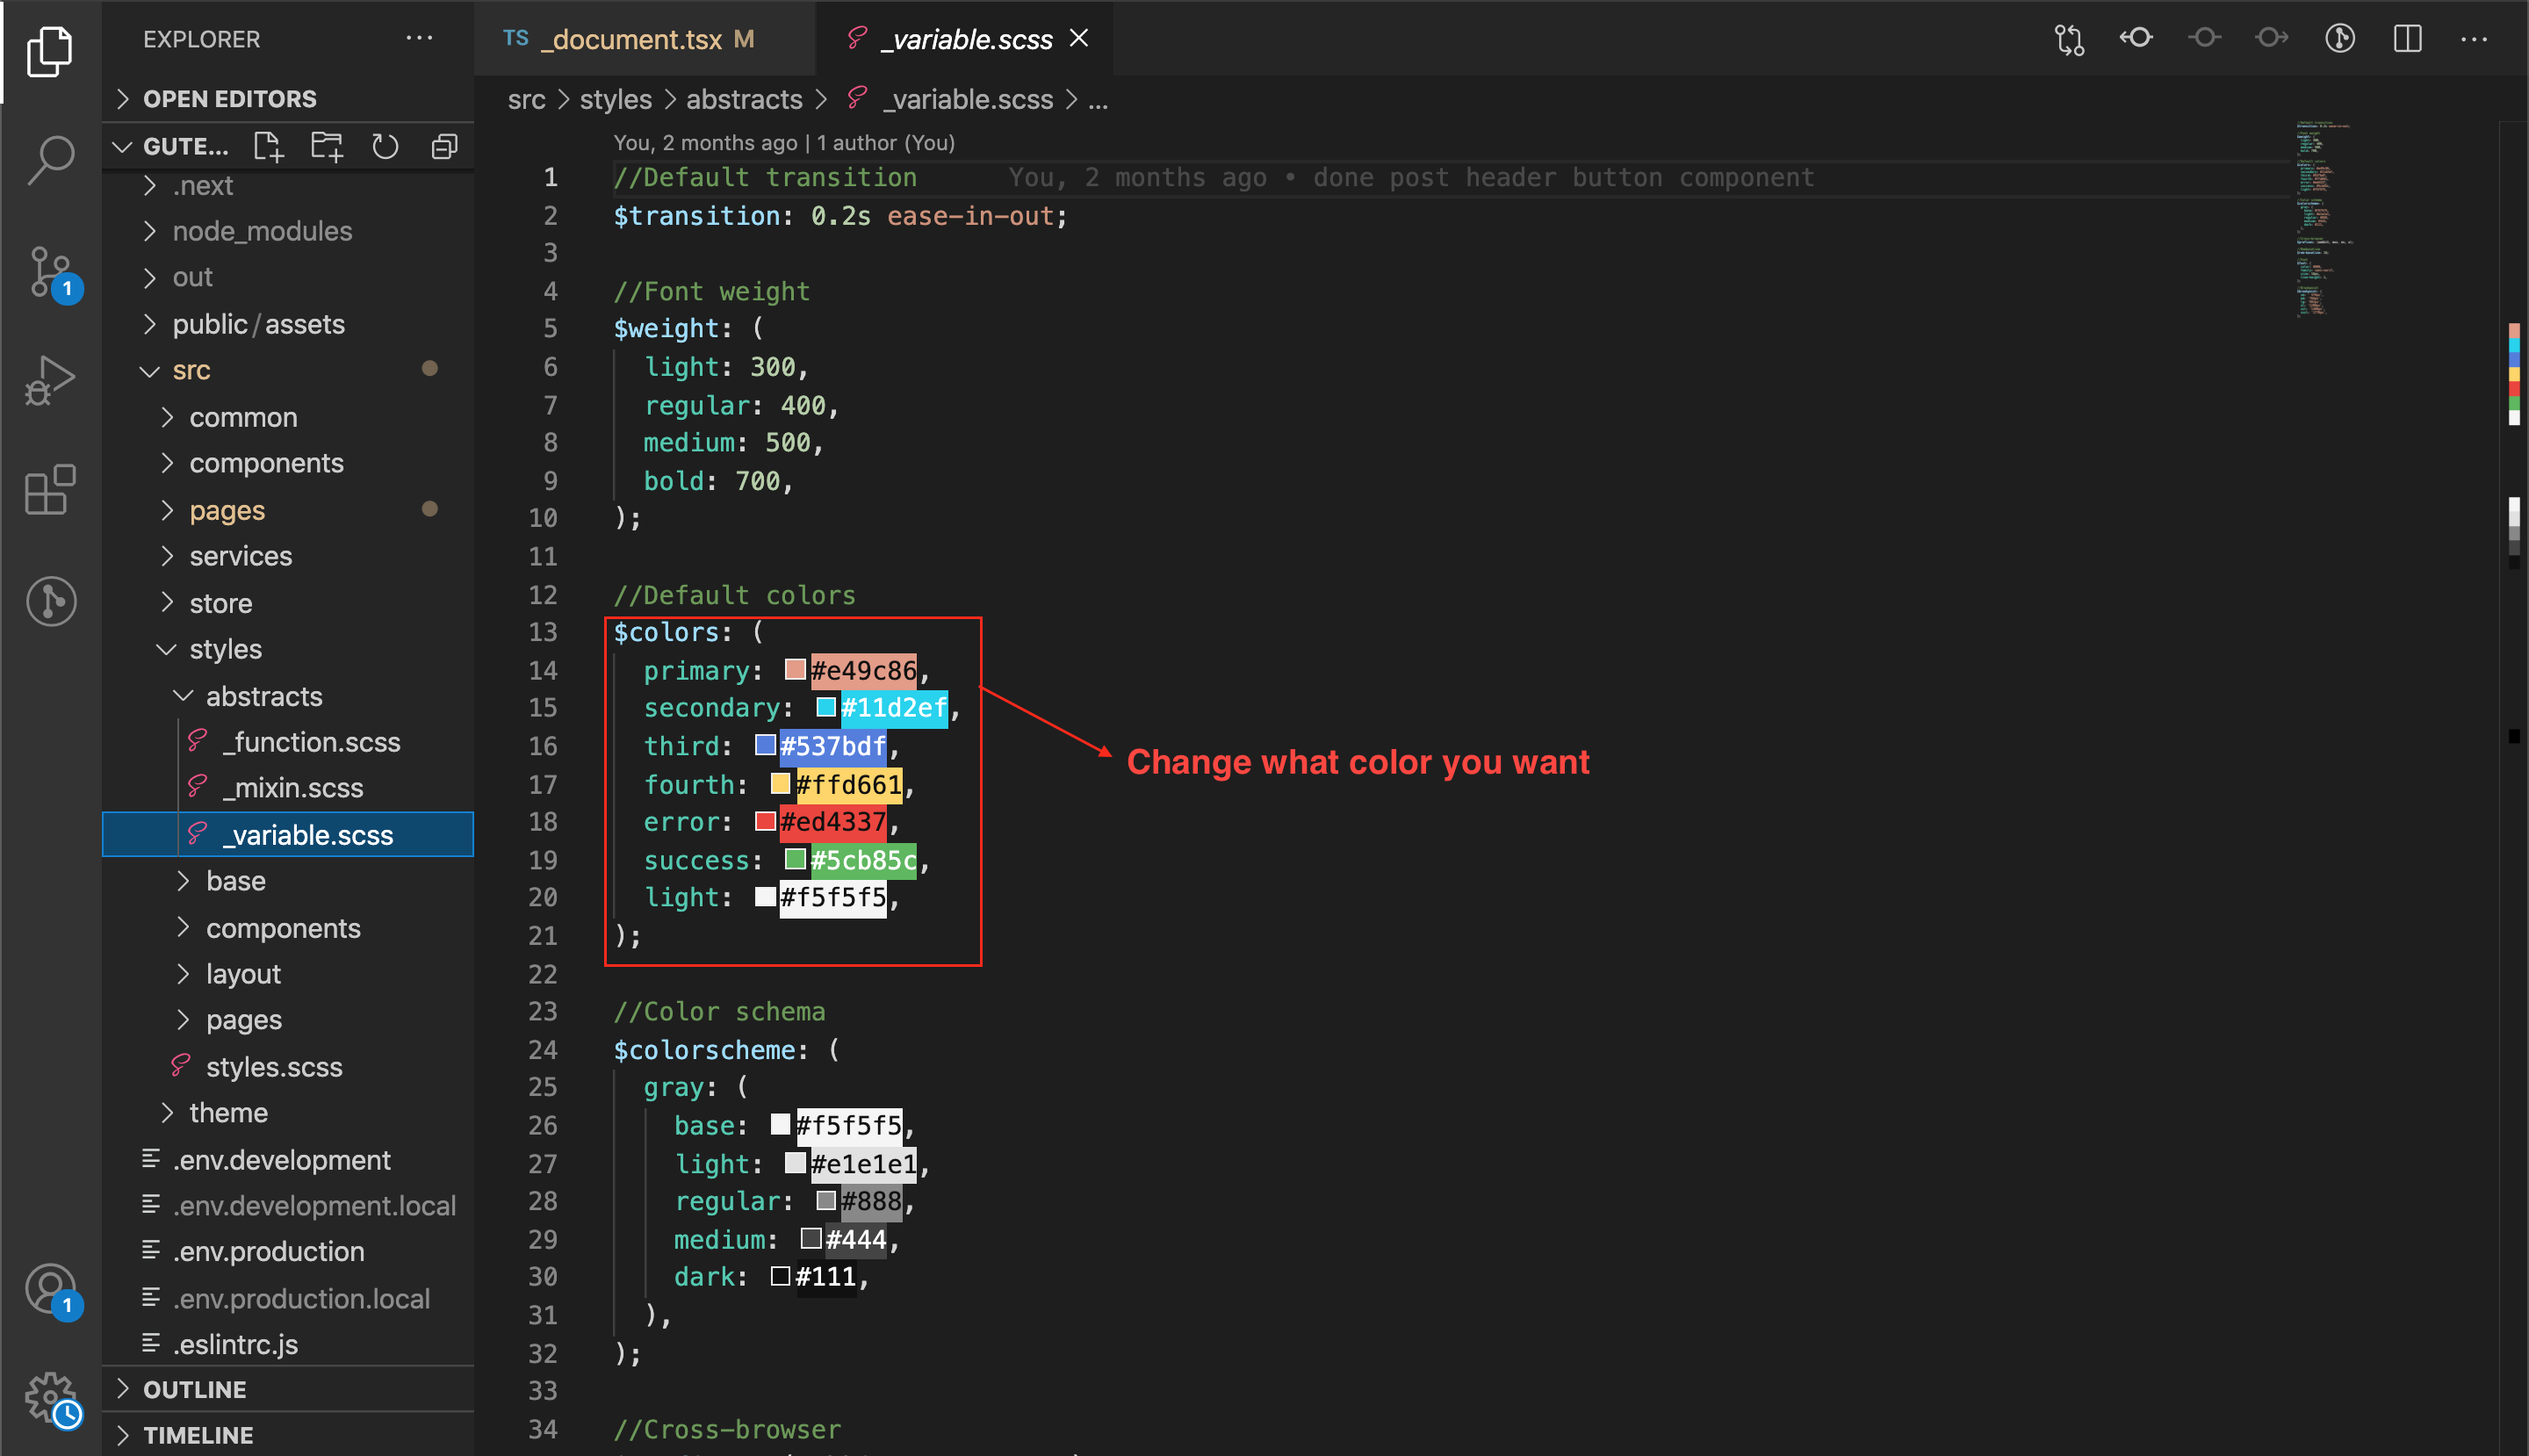 EXPLORER
OPEN EDITORS
GUTE...
.next
node_modules
out
public/assets
src
common
components
pages
services
store
styles
abstracts
_function.scss
_mixin.scss
_variable.scss
base
components
layout
pages
styles.scss
theme
.env.development
.env.development.local
.env.production
.env.production.local
.eslintrc.js
OUTLINE
TIMELINE
1
1
TS _document.tsx M
_variable.scss
src > styles > abstracts > _variable.scss > ...
You, 2 months ago | 1 author (You)
1 //Default transition You, 2 months ago • done post header button component
2 $transition: 0.2s ease-in-out;
3
4 //Font weight
5 $weight: (
6 light: 300,
7 regular: 400,
8 medium: 500,
9 bold: 700,
10 );
11
12 //Default colors
13 $colors: (
14 primary: #e49c86,
15 secondary: #11d2ef,
16 third: #537bdf,
17 fourth: #ffd661,
18 error: #ed4337,
19 success: #5cb85c,
20 light: #f5f5f5,
21 );
22
23 //Color schema
24 $colorscheme: (
25 gray: (
26 base: #f5f5f5,
27 light: #e1e1e1,
28 regular: #888,
29 medium: #444,
30 dark: #111,
31 ),
32 );
33
34 //Cross-browser
Change what color you want